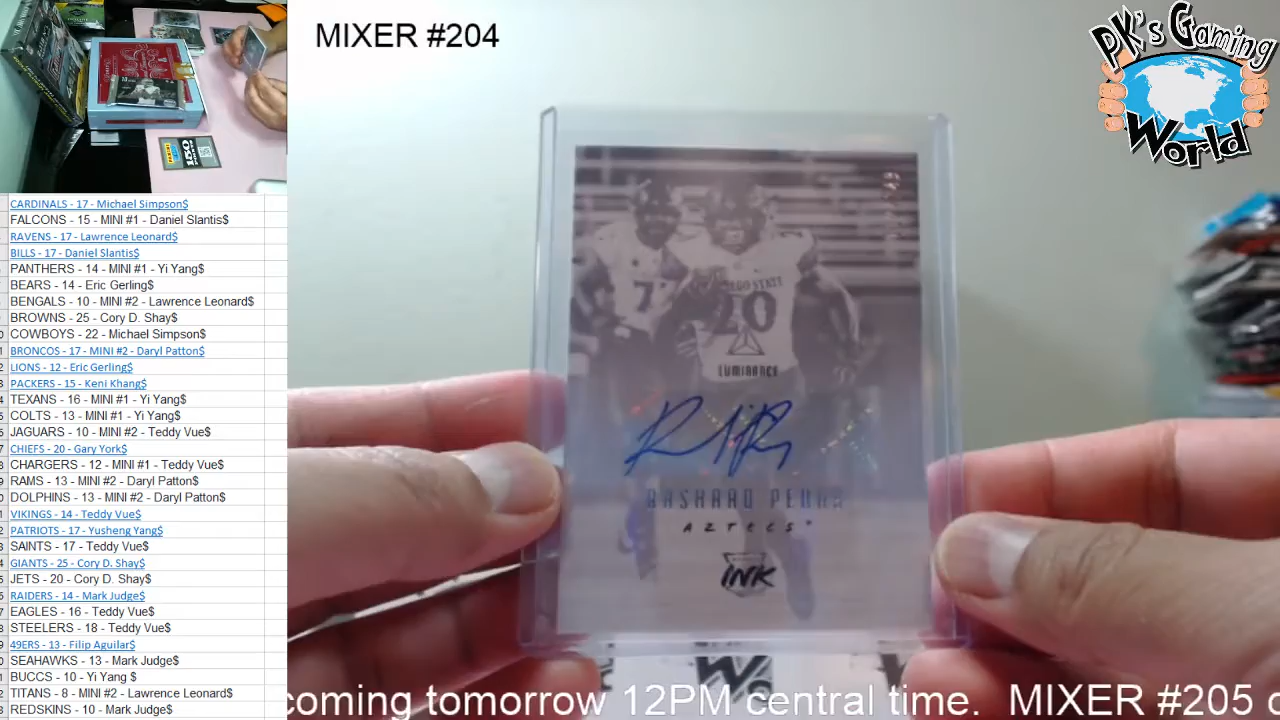 MIXER #204
PK's Gaming
World
CARDINALS - 17 - Michael Simpson$
FALCONS - 15 - MINI #1 - Daniel Slantis$
RAVENS - 17 - Lawrence Leonard$
BILLS - 17 - Daniel Slantis$
PANTHERS - 14 - MINI #1 - Yi Yang$
BEARS - 14 - Eric Gerling$
BENGALS - 10 - MINI #2 - Lawrence Leonard$
BROWNS - 25 - Cory D. Shay$
COWBOYS - 22 - Michael Simpson$
BRONCOS - 17 - MINI #2 - Daryl Patton$
LIONS - 12 - Eric Gerling$
PACKERS - 15 - Keni Khang$
TEXANS - 16 - MINI #1 - Yi Yang$
COLTS - 13 - MINI #1 - Yi Yang$
JAGUARS - 10 - MINI #2 - Teddy Vue$
CHIEFS - 20 - Gary York$
CHARGERS - 12 - MINI #1 - Teddy Vue$
RAMS - 13 - MINI #2 - Daryl Patton$
DOLPHINS - 13 - MINI #2 - Daryl Patton$
VIKINGS - 14 - Teddy Vue$
PATRIOTS - 17 - Yusheng Yang$
SAINTS - 17 - Teddy Vue$
GIANTS - 25 - Cory D. Shay$
JETS - 20 - Cory D. Shay$
RAIDERS - 14 - Mark Judge$
EAGLES - 16 - Teddy Vue$
STEELERS - 18 - Teddy Vue$
49ERS - 13 - Filip Aguilar$
SEAHAWKS - 13 - Mark Judge$
BUCCS - 10 - Yi Yang $
TITANS - 8 - MINI #2 - Lawrence Leonard$
REDSKINS - 10 - Mark Judge$
7
STATE
20
LUMINANCE
RASHAAD PENNY
AZTECS
INK
150
coming tomorrow 12PM central time. MIXER #205